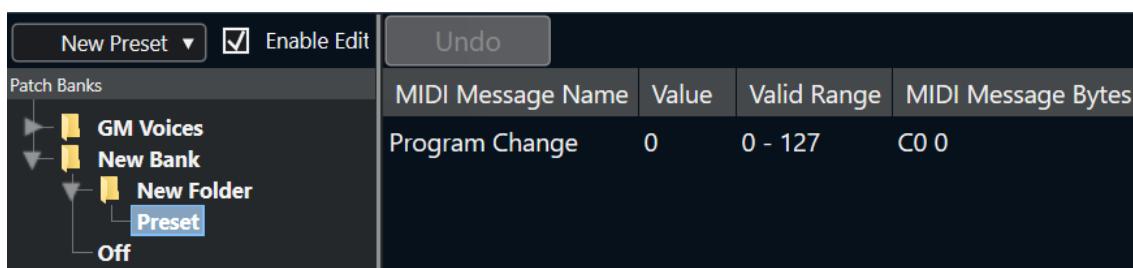 New Preset ▼ Enable Edit Undo
Patch Banks
MIDI Message Name Value Valid Range MIDI Message Bytes
GM Voices
Program Change 0 0 - 127 C0 0
New Bank
New Folder
Preset
Off